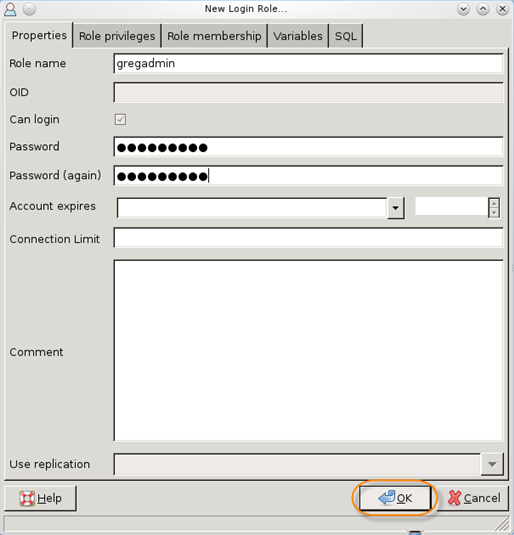 New Login Role...
Properties Role privileges Role membership Variables SQL
Role name gregadmin
OID
Can login
Password ●●●●●●●●●
Password (again) ●●●●●●●●●
Account expires
Connection Limit
Comment
Use replication
Help OK Cancel